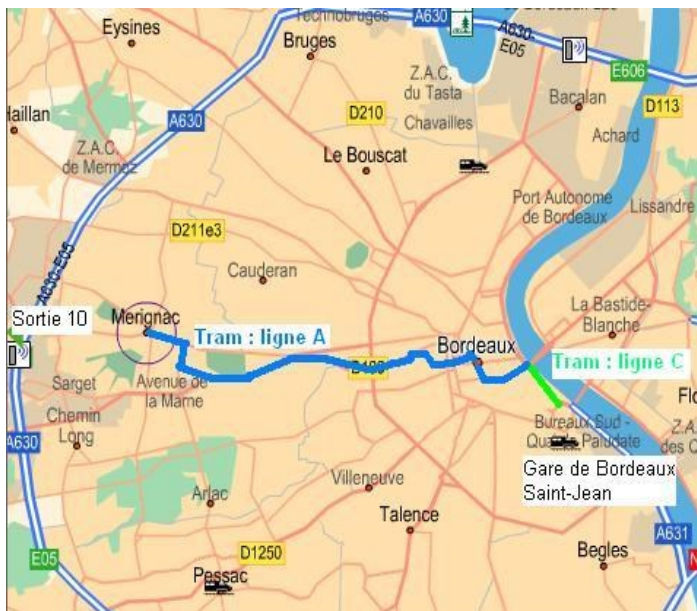 Technobruges
A630
A630-E05
E606
Eysines
Bruges
Z.A.C.
du Tasta
Chavailles
Bacalan
D113
Haillan
A630
D210
Achard
Z.A.C.
de Mermoz
Le Bouscat
Port Autonome
de Bordeaux
Lissandre
D211e3
A630-E05
Cauderan
Sortie 10
Merignac
Tram : ligne A
La Bastide-
Blanche
Bordeaux
Tram : ligne C
Sarget
Avenue de
la Marne
Chemin
Long
A630
Bureaux Sud -
Paludate
Gare de Bordeaux
Saint-Jean
Villeneuve
Arlac
Talence
A631
E05
D1250
Pessac
Begles